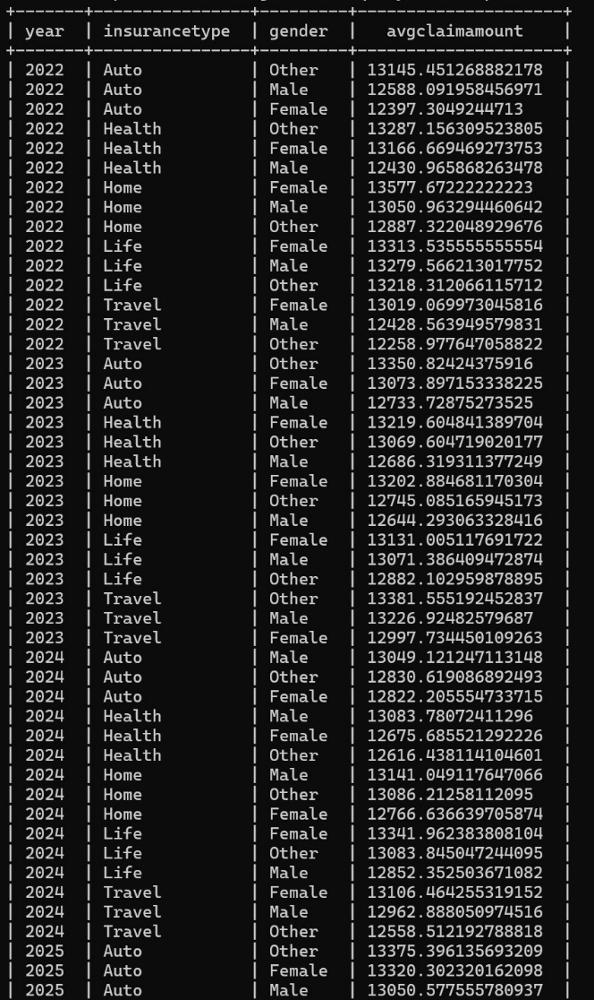 | year | insurancetype | gender | avgclaimamount |
| 2022 | Auto | Other | 13145.451268882178 |
| 2022 | Auto | Male | 12588.091958456971 |
| 2022 | Auto | Female | 12397.3049244713 |
| 2022 | Health | Other | 13287.156309523805 |
| 2022 | Health | Female | 13166.669469273753 |
| 2022 | Health | Male | 12430.965868263478 |
| 2022 | Home | Female | 13577.67222222223 |
| 2022 | Home | Male | 13050.963294460642 |
| 2022 | Home | Other | 12887.322048929676 |
| 2022 | Life | Female | 13313.535555555554 |
| 2022 | Life | Male | 13279.566213017752 |
| 2022 | Life | Other | 13218.312066115712 |
| 2022 | Travel | Female | 13019.069973045816 |
| 2022 | Travel | Male | 12428.563949579831 |
| 2022 | Travel | Other | 12258.977647058822 |
| 2023 | Auto | Other | 13350.82424375916 |
| 2023 | Auto | Female | 13073.897153338225 |
| 2023 | Auto | Male | 12733.72875273525 |
| 2023 | Health | Female | 13219.604841389704 |
| 2023 | Health | Other | 13069.604719020177 |
| 2023 | Health | Male | 12686.319311377249 |
| 2023 | Home | Female | 13202.884681170304 |
| 2023 | Home | Other | 12745.085165945173 |
| 2023 | Home | Male | 12644.293063328416 |
| 2023 | Life | Female | 13131.005117691722 |
| 2023 | Life | Male | 13071.386409472874 |
| 2023 | Life | Other | 12882.102959878895 |
| 2023 | Travel | Other | 13381.555192452837 |
| 2023 | Travel | Male | 13226.92482579687 |
| 2023 | Travel | Female | 12997.734450109263 |
| 2024 | Auto | Male | 13049.121247113148 |
| 2024 | Auto | Other | 12830.619086892493 |
| 2024 | Auto | Female | 12822.205554733715 |
| 2024 | Health | Male | 13083.78072411296 |
| 2024 | Health | Female | 12675.685521292226 |
| 2024 | Health | Other | 12616.438114104601 |
| 2024 | Home | Male | 13141.049117647066 |
| 2024 | Home | Other | 13086.21258112095 |
| 2024 | Home | Female | 12766.636639705874 |
| 2024 | Life | Female | 13341.962383808104 |
| 2024 | Life | Other | 13083.845047244095 |
| 2024 | Life | Male | 12852.352503671082 |
| 2024 | Travel | Female | 13106.464255319152 |
| 2024 | Travel | Male | 12962.888050974516 |
| 2024 | Travel | Other | 12558.512192788818 |
| 2025 | Auto | Other | 13375.396135693209 |
| 2025 | Auto | Female | 13320.302320162098 |
| 2025 | Auto | Male | 13050.577555780937 |